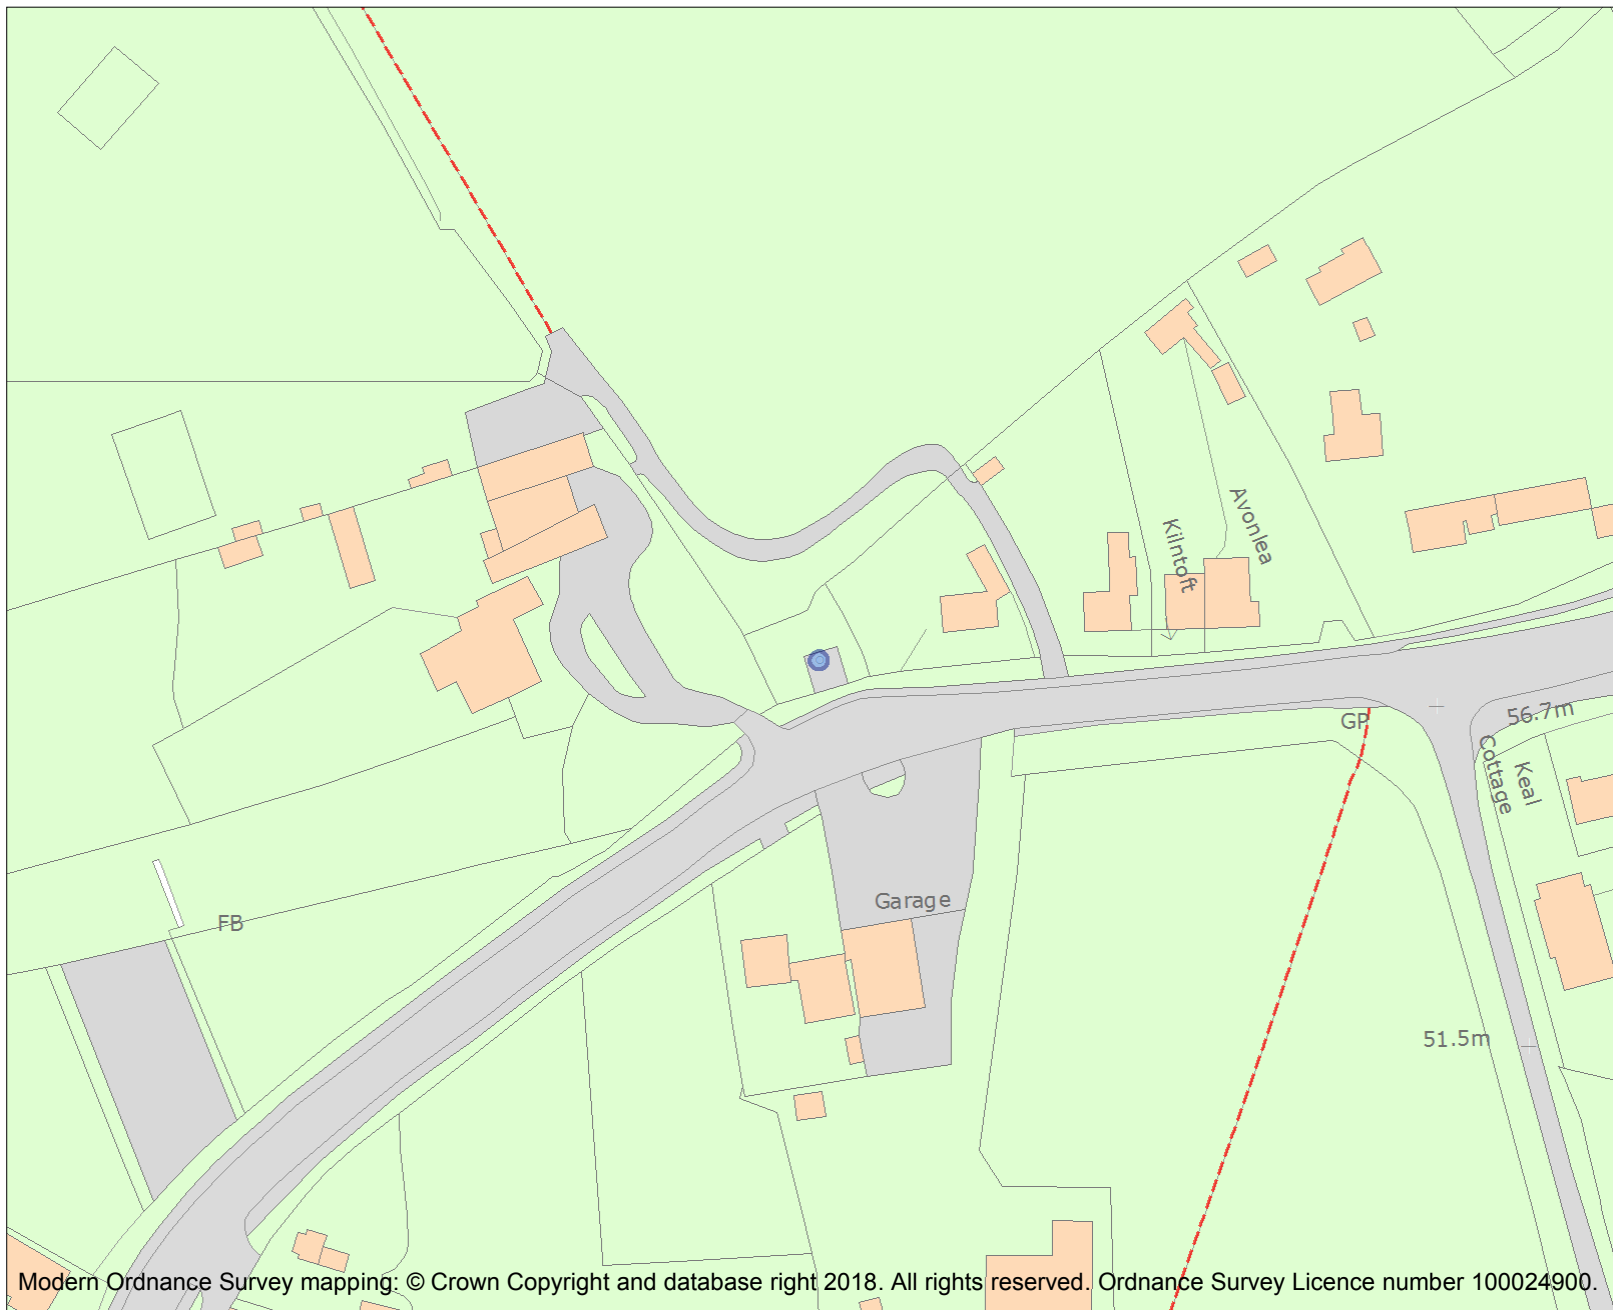 Avonlea
Kilntoft
GP
56.7m
Keal
Cottage
Garage
FB
51.5m
Modern Ordnance Survey mapping: © Crown Copyright and database right 2018. All rights reserved. Ordnance Survey Licence number 100024900.